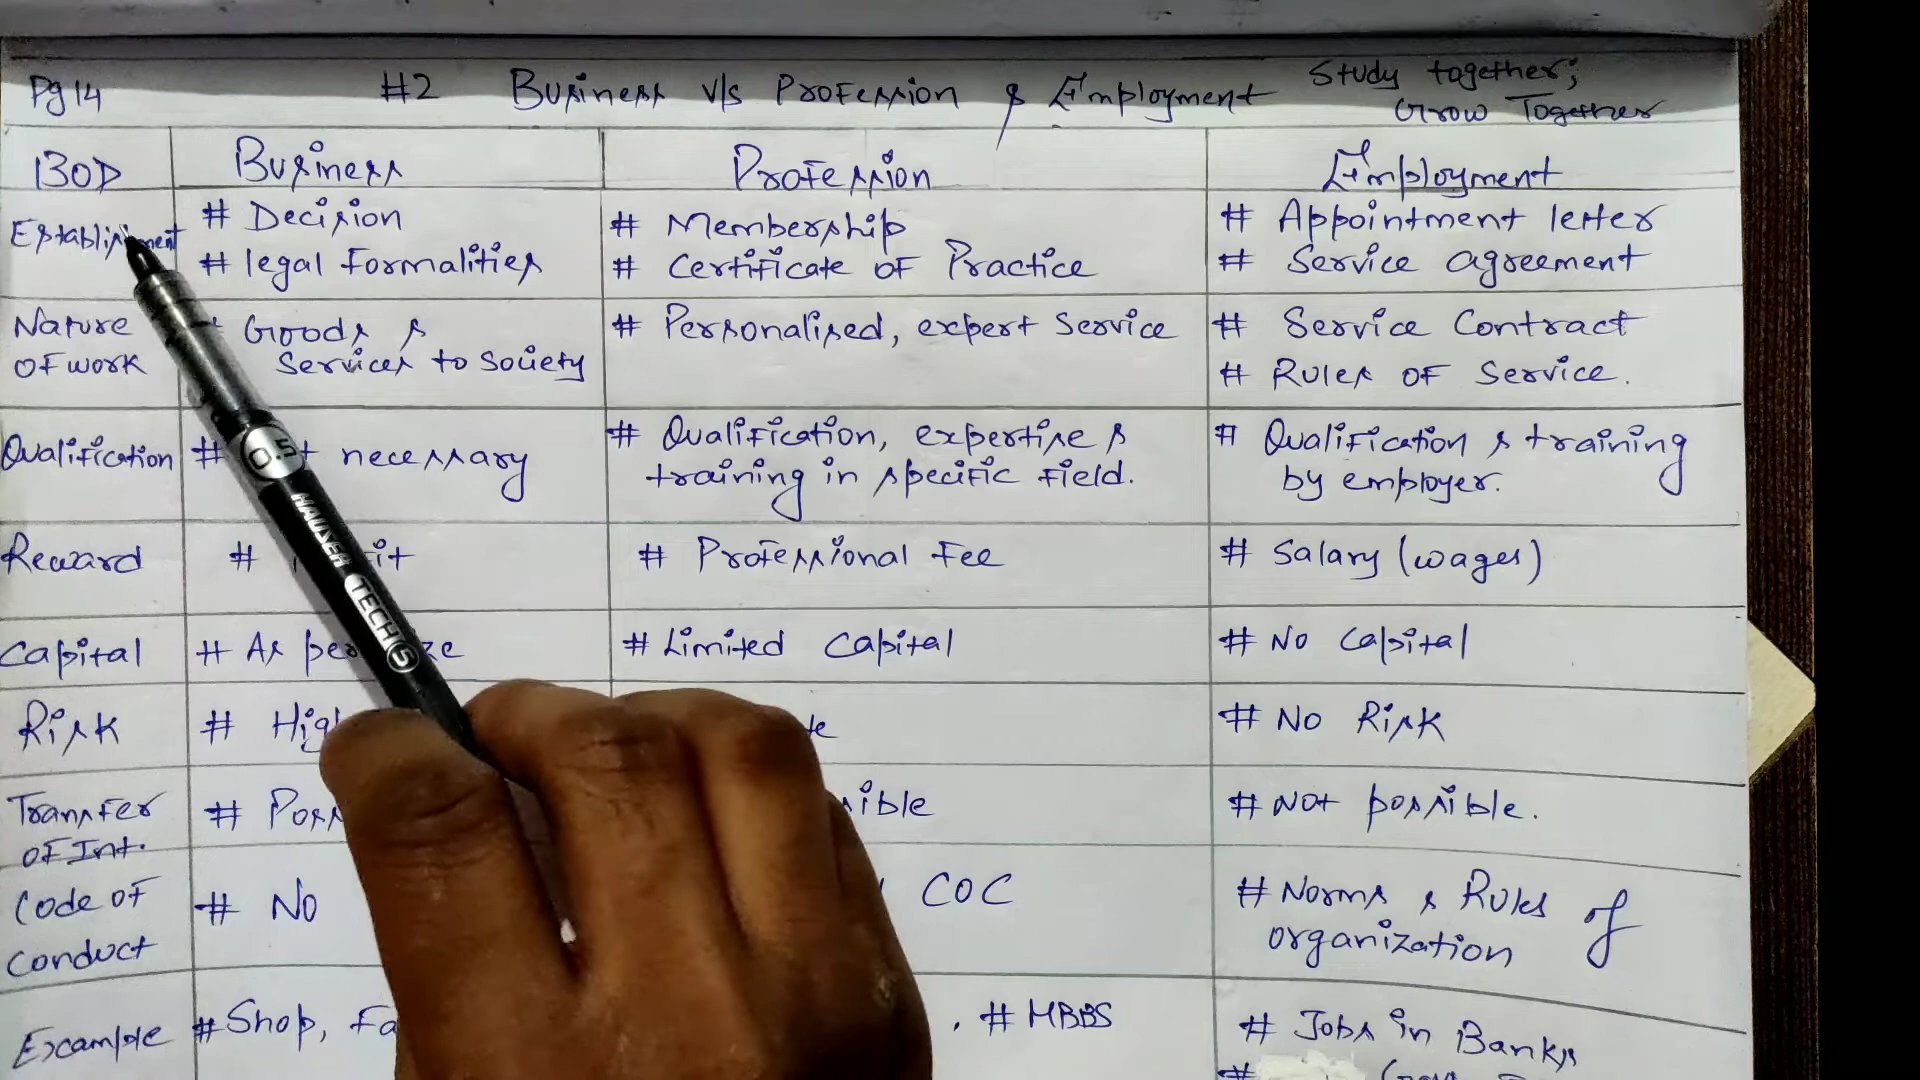 Pg 14 #2 Business v/s Profession & Employment Study together;
Grow Together
BOD Business Profession Employment
Establishment # Decision # Membership # Appointment letter
# legal Formalities # Certificate OF Practice # Service agreement
Nature Goods & # Personalised, expert Service # Service Contract
OF work Services to Society # Rules OF Service.
Qualification # necessary # Qualification, expertise & # Qualification & training
training in specific Field. by employer.
Reward # # Professional Fee # Salary (wages)
Capital # As per # Limited Capital # No Capital
Risk # # No Risk
Transfer # # Not possible.
OF Int.
Code OF # No COC # Norms & Rules of
Conduct organization
Example # Shop, # MBBS # Jobs in Banks
#
0.5
HAUSER
TECH 5